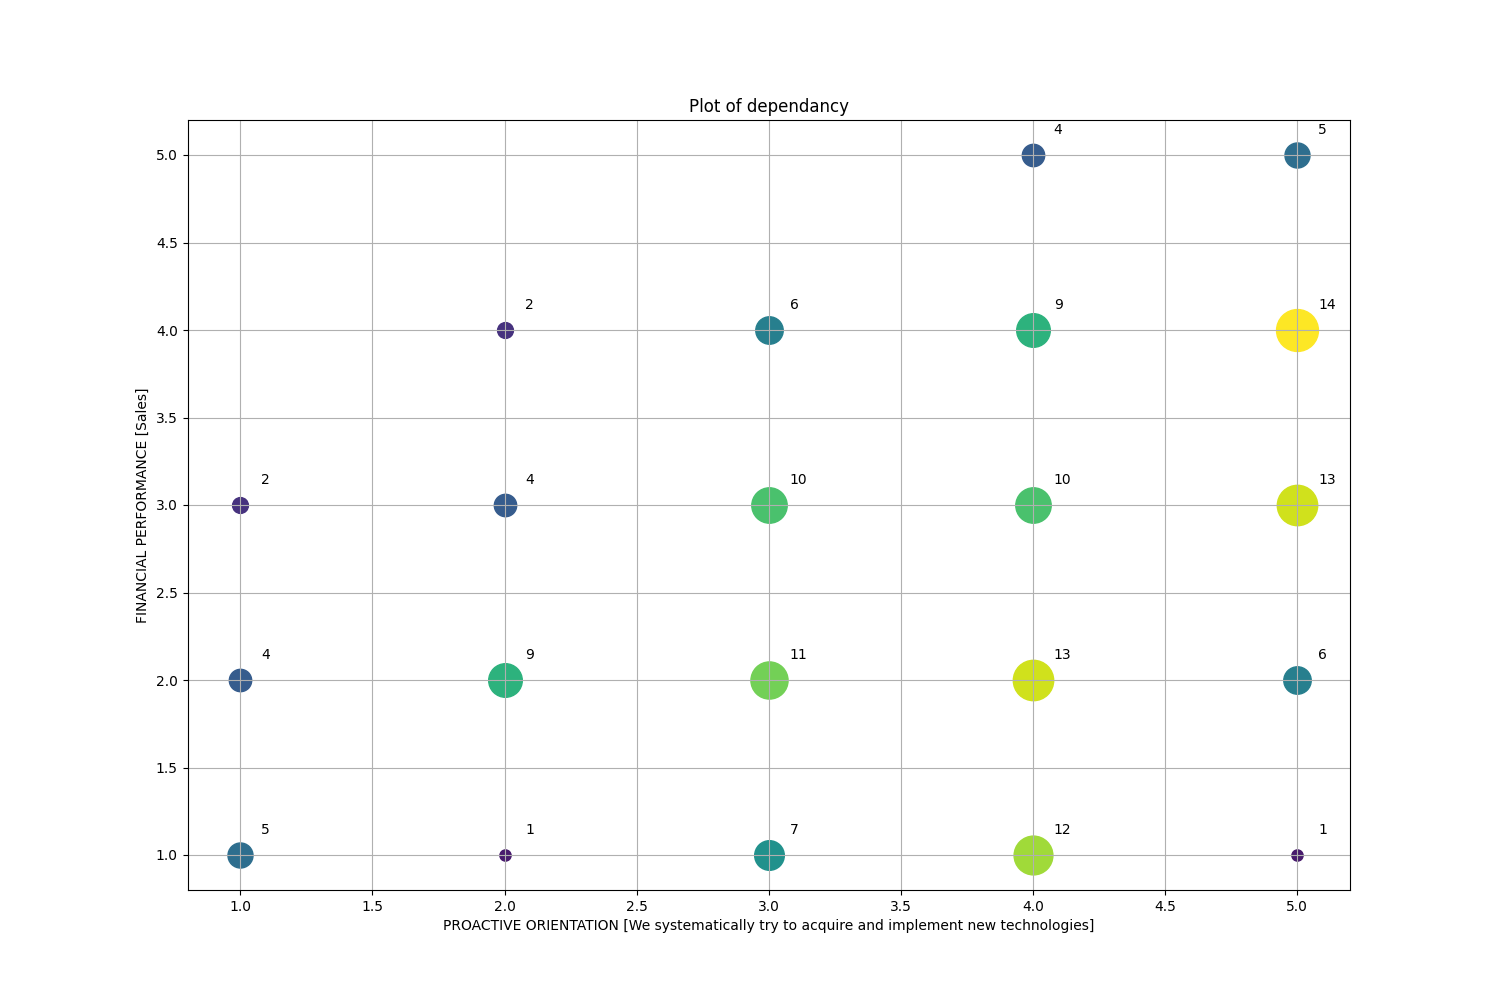 Plot of dependancy
4 5
5.0
4.5
2 6 9 14
4.0
3.5
2 4 10 10 13
3.0
2.5
4 9 11 13 6
2.0
1.5
5 1 7 12 1
1.0
FINANCIAL PERFORMANCE [Sales]
1.0 1.5 2.0 2.5 3.0 3.5 4.0 4.5 5.0
PROACTIVE ORIENTATION [We systematically try to acquire and implement new technologies]